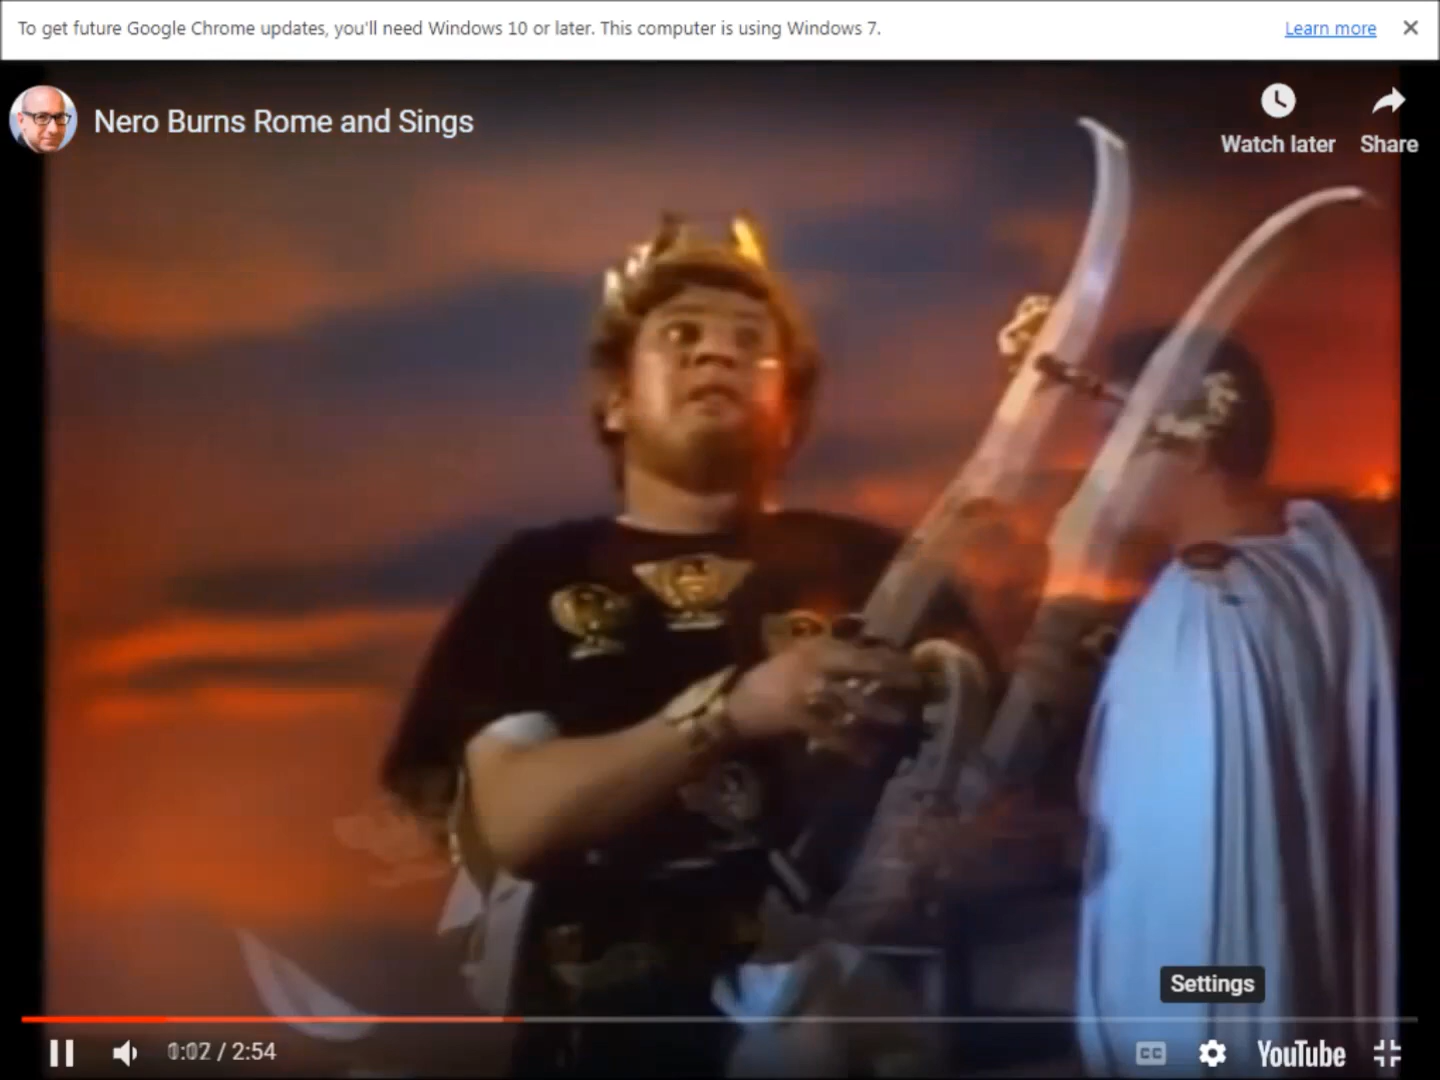 To get future Google Chrome updates, you'll need Windows 10 or later. This computer is using Windows 7.
Learn more
Nero Burns Rome and Sings
Watch later
Share
Settings
0:02 / 2:54
CC
YouTube